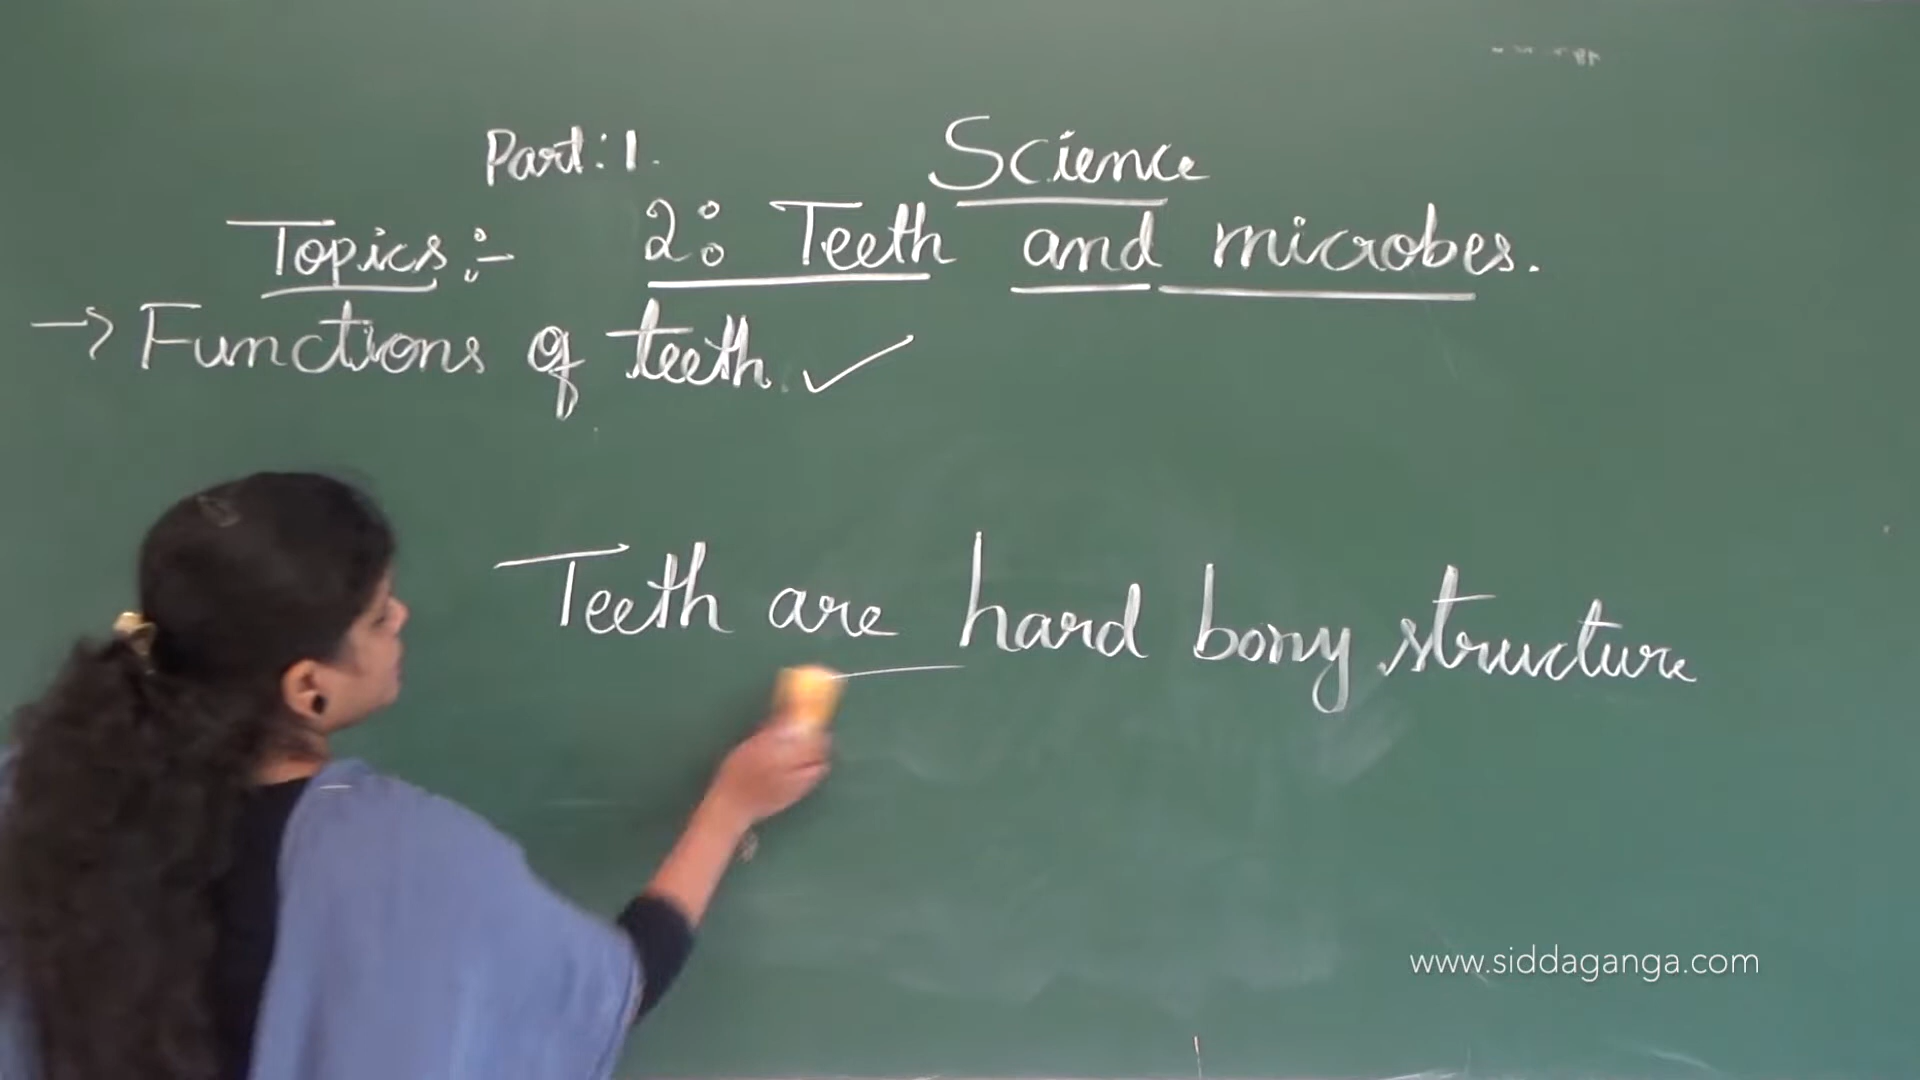 Science
Part: 1.
2: Teeth and microbes.
Topics:-
→ Functions of teeth. ✓
Teeth are hard bony structure
www.siddaganga.com